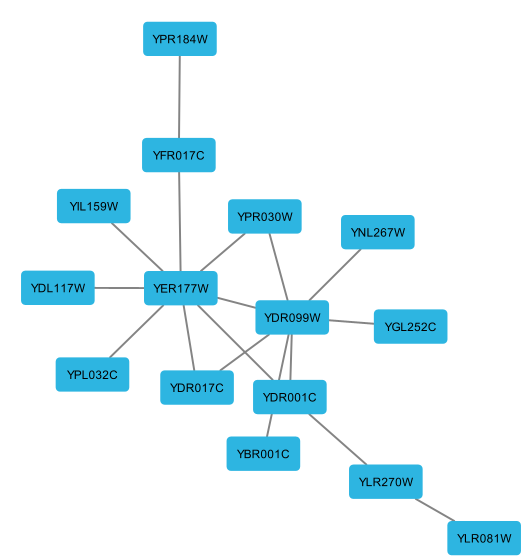 YPR184W
YFR017C
YIL159W
YPR030W
YNL267W
YDL117W
YER177W
YDR099W
YGL252C
YPL032C
YDR017C
YDR001C
YBR001C
YLR270W
YLR081W